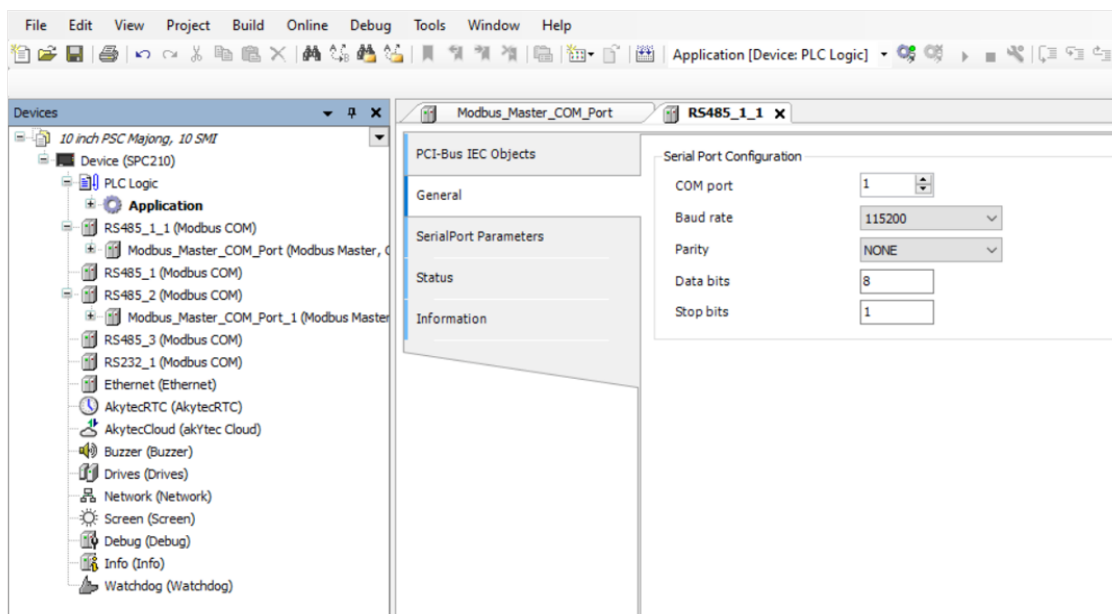 File Edit View Project Build Online Debug Tools Window Help
Application [Device: PLC Logic]
Devices
10 inch PSC Majong, 10 SMI
Device (SPC210)
PLC Logic
Application
RS485_1_1 (Modbus COM)
Modbus_Master_COM_Port (Modbus Master, C
RS485_1 (Modbus COM)
RS485_2 (Modbus COM)
Modbus_Master_COM_Port_1 (Modbus Master
RS485_3 (Modbus COM)
RS232_1 (Modbus COM)
Ethernet (Ethernet)
AkytecRTC (AkytecRTC)
AkytecCloud (akYtec Cloud)
Buzzer (Buzzer)
Drives (Drives)
Network (Network)
Screen (Screen)
Debug (Debug)
Info (Info)
Watchdog (Watchdog)
Modbus_Master_COM_Port RS485_1_1
PCI-Bus IEC Objects
General
SerialPort Parameters
Status
Information
Serial Port Configuration
COM port 1
Baud rate 115200
Parity NONE
Data bits 8
Stop bits 1